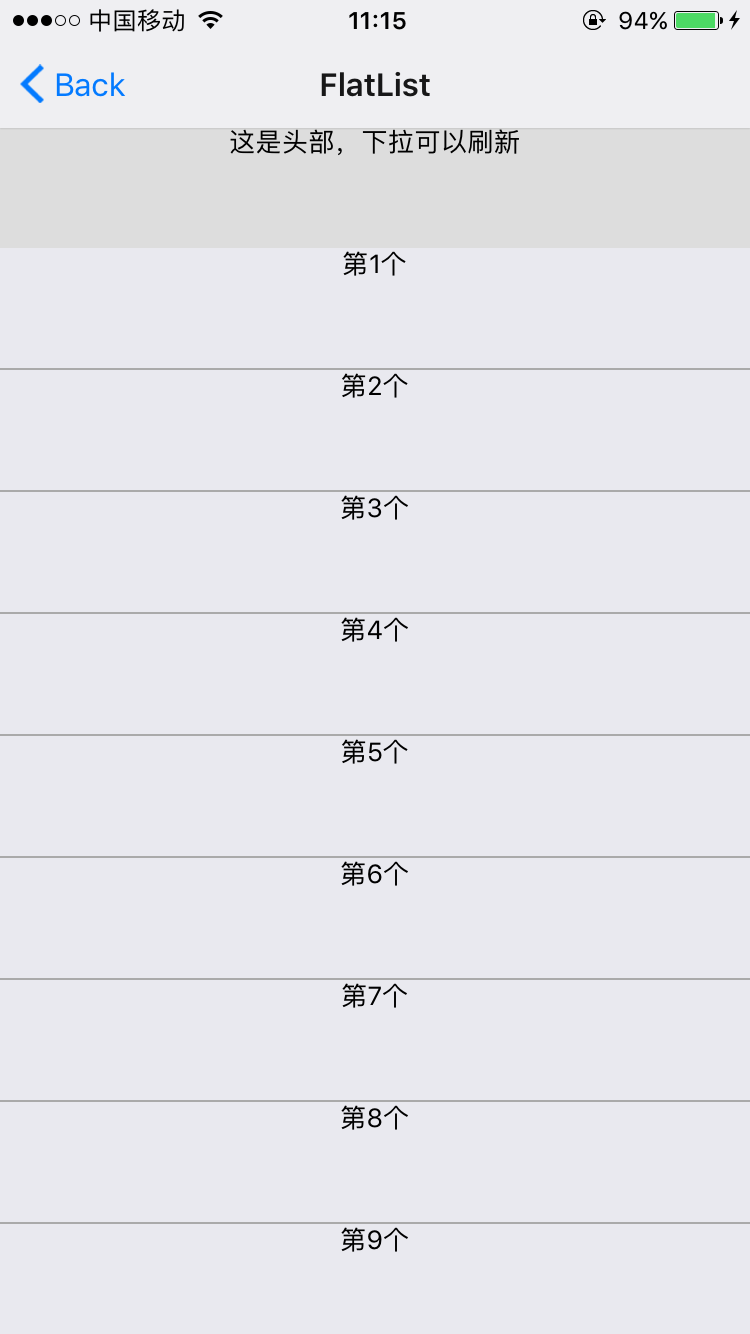 中国移动
11:15
94%
Back
FlatList
这是头部，下拉可以刷新
第1个
第2个
第3个
第4个
第5个
第6个
第7个
第8个
第9个